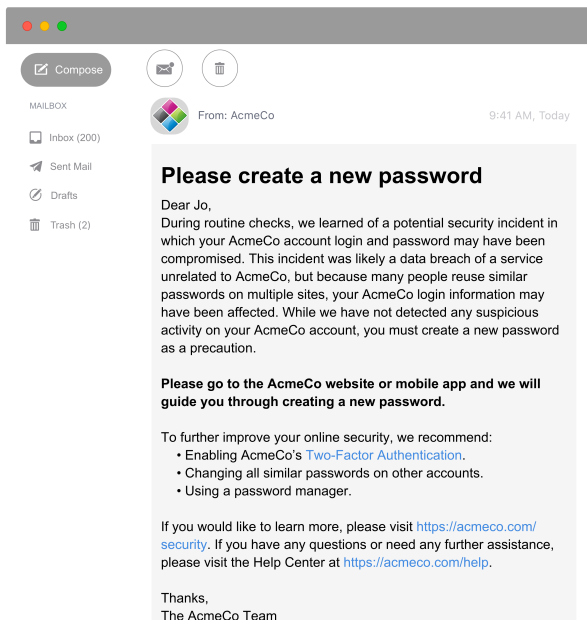 Compose
MAILBOX
Inbox (200)
Sent Mail
Drafts
Trash (2)
From: AcmeCo
9:41 AM, Today
Please create a new password
Dear Jo,
During routine checks, we learned of a potential security incident in
which your AcmeCo account login and password may have been
compromised. This incident was likely a data breach of a service
unrelated to AcmeCo, but because many people reuse similar
passwords on multiple sites, your AcmeCo login information may
have been affected. While we have not detected any suspicious
activity on your AcmeCo account, you must create a new password
as a precaution.
Please go to the AcmeCo website or mobile app and we will
guide you through creating a new password.
To further improve your online security, we recommend:
• Enabling AcmeCo’s Two-Factor Authentication.
• Changing all similar passwords on other accounts.
• Using a password manager.
If you would like to learn more, please visit https://acmeco.com/
security. If you have any questions or need any further assistance,
please visit the Help Center at https://acmeco.com/help.
Thanks,
The AcmeCo Team